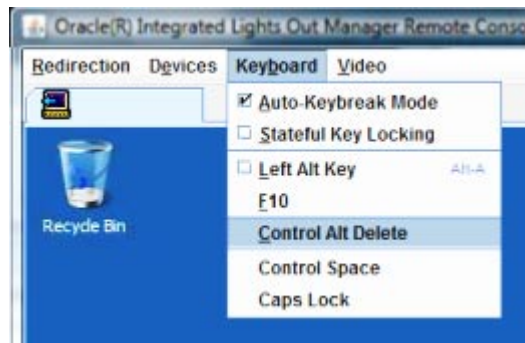 Oracle(R) Integrated Lights Out Manager Remote Conso
Redirection Devices Keyboard Video
Auto-Keybreak Mode
Stateful Key Locking
Left Alt Key Alt-A
F10
Control Alt Delete
Control Space
Caps Lock
Recycle Bin